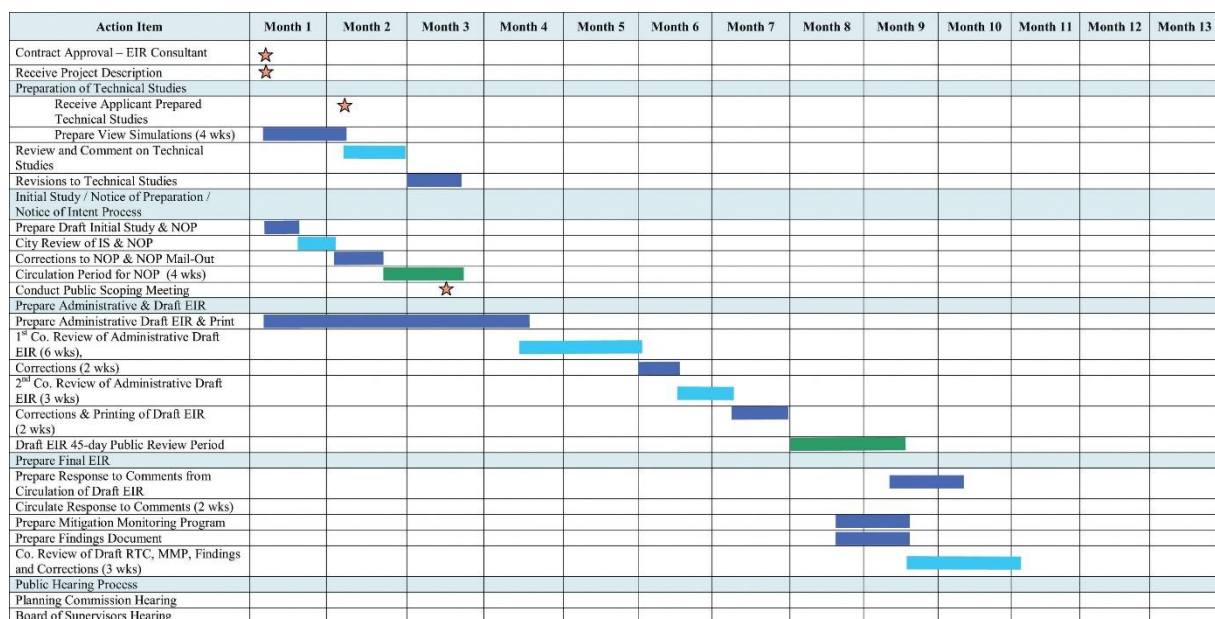 Action Item Month 1 Month 2 Month 3 Month 4 Month 5 Month 6 Month 7 Month 8 Month 9 Month 10 Month 11 Month 12 Month 13
Contract Approval – EIR Consultant
Receive Project Description
Preparation of Technical Studies
Receive Applicant Prepared
Technical Studies
Prepare View Simulations (4 wks)
Review and Comment on Technical
Studies
Revisions to Technical Studies
Initial Study / Notice of Preparation /
Notice of Intent Process
Prepare Draft Initial Study & NOP
City Review of IS & NOP
Corrections to NOP & NOP Mail-Out
Circulation Period for NOP (4 wks)
Conduct Public Scoping Meeting
Prepare Administrative & Draft EIR
Prepare Administrative Draft EIR & Print
1st Co. Review of Administrative Draft
EIR (6 wks),
Corrections (2 wks)
2nd Co. Review of Administrative Draft
EIR (3 wks)
Corrections & Printing of Draft EIR
(2 wks)
Draft EIR 45-day Public Review Period
Prepare Final EIR
Prepare Response to Comments from
Circulation of Draft EIR
Circulate Response to Comments (2 wks)
Prepare Mitigation Monitoring Program
Prepare Findings Document
Co. Review of Draft RTC, MMP, Findings
and Corrections (3 wks)
Public Hearing Process
Planning Commission Hearing
Board of Supervisors Hearing